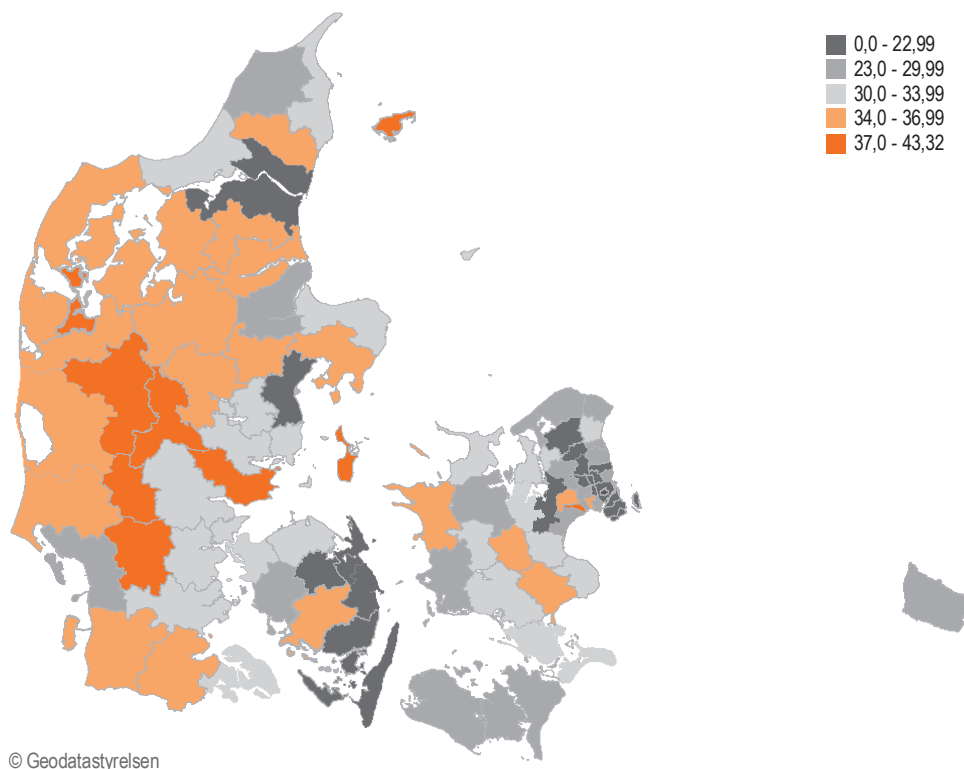 0,0 - 22,99
23,0 - 29,99
30,0 - 33,99
34,0 - 36,99
37,0 - 43,32
© Geodatastyrelsen